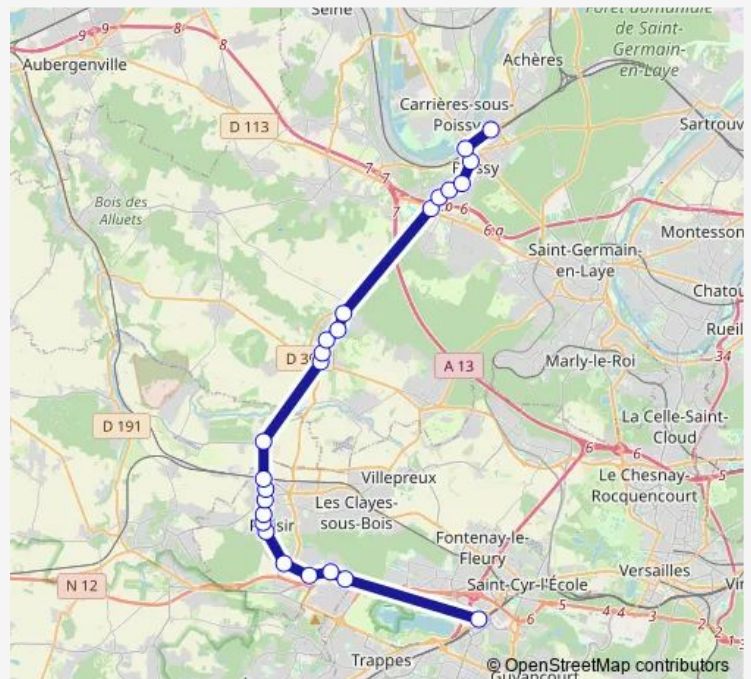 Seine
Forêt domaniale
de Saint-
Germain-
en-Laye
9
9
8
8
8
Aubergenville
Achères
Carrières-sous-
Poissy
D 113
Sartrouv
7
7
Bois des
Alluets
7
6
6 a
Saint-Germain-
en-Laye
Montesson
Chatou
Rueil
34
A 13
Marly-le-Roi
D 191
La Celle-Saint-
Cloud
6
6
5
Villepreux
Le Chesnay-
Rocquencourt
Les Clayes-
sous-Bois
Fontenay-le-
Fleury
N 12
Saint-Cyr-l'École
Versailles
6
5
4
4
3
2
2
1
3
Trappes
Guyancourt
© OpenStreetMap contributors